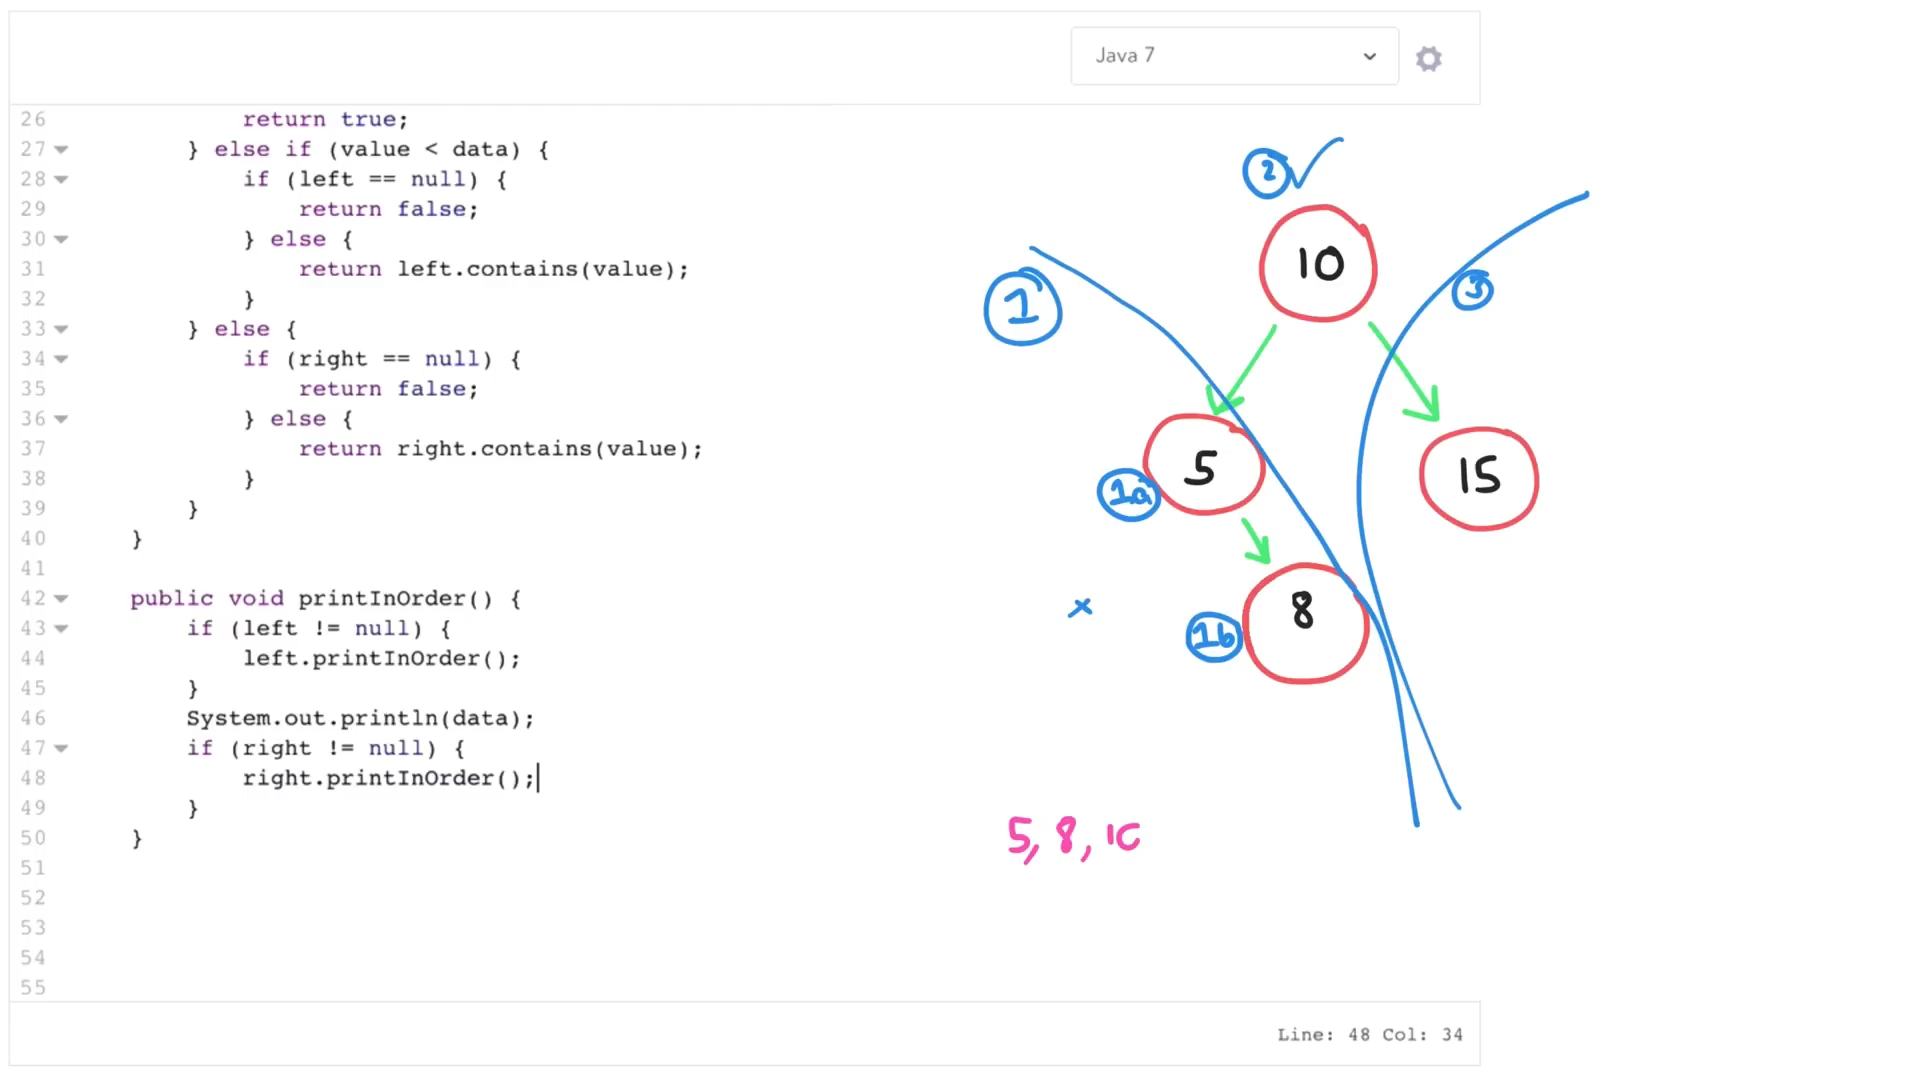 Java 7
26 return true;
27 } else if (value < data) {
28 if (left == null) {
29 return false;
30 } else {
31 return left.contains(value);
32 }
33 } else {
34 if (right == null) {
35 return false;
36 } else {
37 return right.contains(value);
38 }
39 }
40 }
41
42 public void printInOrder() {
43 if (left != null) {
44 left.printInOrder();
45 }
46 System.out.println(data);
47 if (right != null) {
48 right.printInOrder();
49 }
50 }
51
52
53
54
55
Line: 48 Col: 34
2
10
1
3
5
15
1a
8
1b
x
5, 8, 10